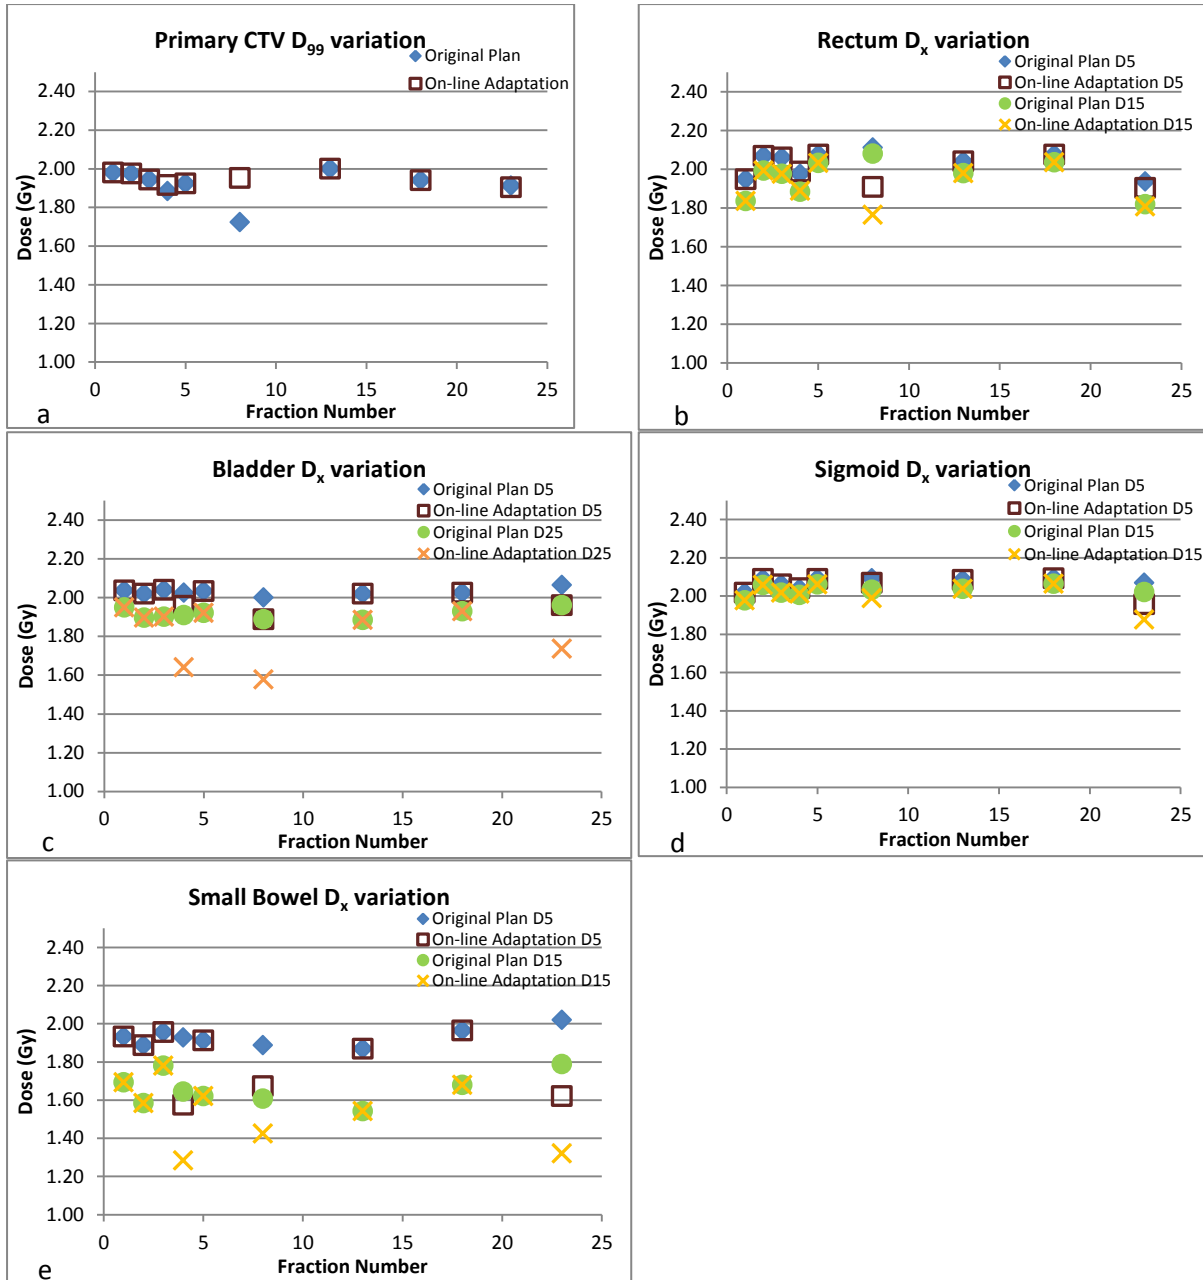 Primary CTV D99 variation
Original Plan
On-line Adaptation
2.40
2.20
2.00
1.80
1.60
1.40
1.20
1.00
Dose (Gy)
0 5 10 15 20 25
Fraction Number
a
Rectum Dx variation
Original Plan D5
On-line Adaptation D5
Original Plan D15
On-line Adaptation D15
2.40
2.20
2.00
1.80
1.60
1.40
1.20
1.00
Dose (Gy)
0 5 10 15 20 25
Fraction Number
b
Bladder Dx variation
Original Plan D5
On-line Adaptation D5
Original Plan D25
On-line Adaptation D25
2.40
2.20
2.00
1.80
1.60
1.40
1.20
1.00
Dose (Gy)
0 5 10 15 20 25
Fraction Number
c
Sigmoid Dx variation
Original Plan D5
On-line Adaptation D5
Original Plan D15
On-line Adaptation D15
2.40
2.20
2.00
1.80
1.60
1.40
1.20
1.00
Dose (Gy)
0 5 10 15 20 25
Fraction Number
d
Small Bowel Dx variation
Original Plan D5
On-line Adaptation D5
Original Plan D15
On-line Adaptation D15
2.40
2.20
2.00
1.80
1.60
1.40
1.20
1.00
Dose (Gy)
0 5 10 15 20 25
Fraction Number
e